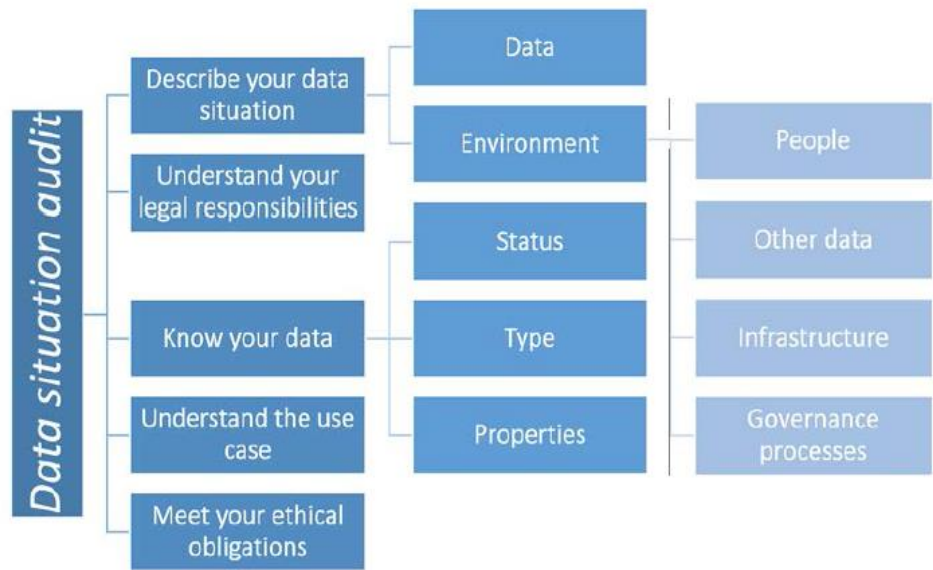 Data situation audit
Describe your data
situation
Understand your
legal responsibilities
Know your data
Understand the use
case
Meet your ethical
obligations
Data
Environment
Status
Type
Properties
People
Other data
Infrastructure
Governance
processes